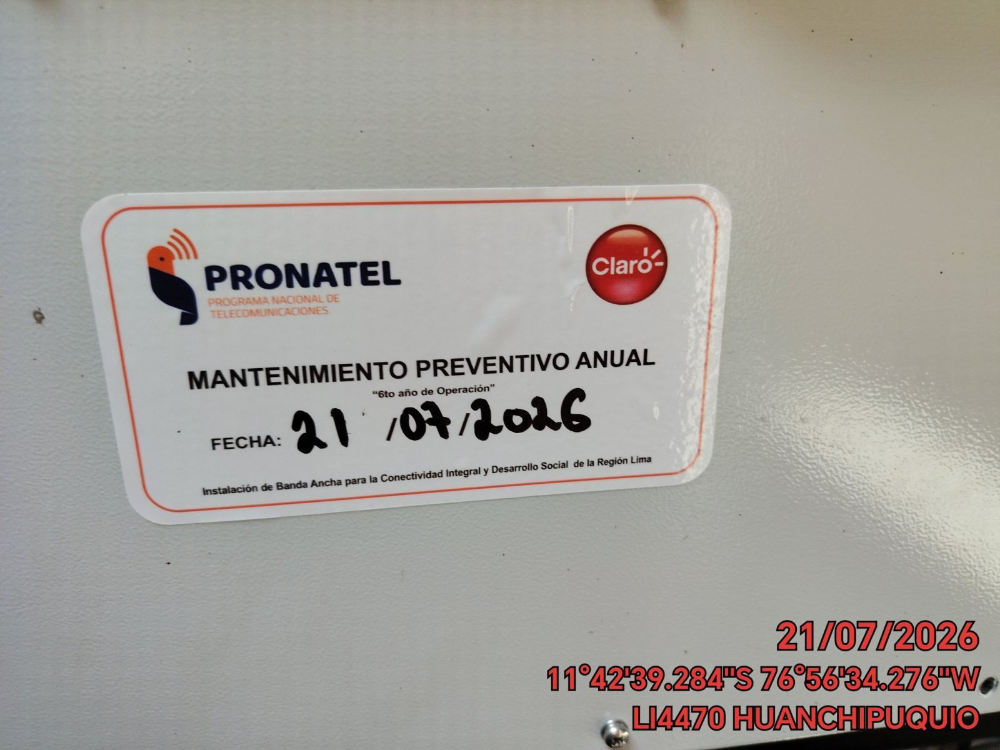 PRONATEL
PROGRAMA NACIONAL DE
TELECOMUNICACIONES
Claro
MANTENIMIENTO PREVENTIVO ANUAL
“6to año de Operación”
FECHA: 21 /07/2026
Instalación de Banda Ancha para la Conectividad Integral y Desarrollo Social de la Región Lima
21/07/2026
11°42'39.284"S 76°56'34.276"W
LI4470 HUANCHIPUQUIO